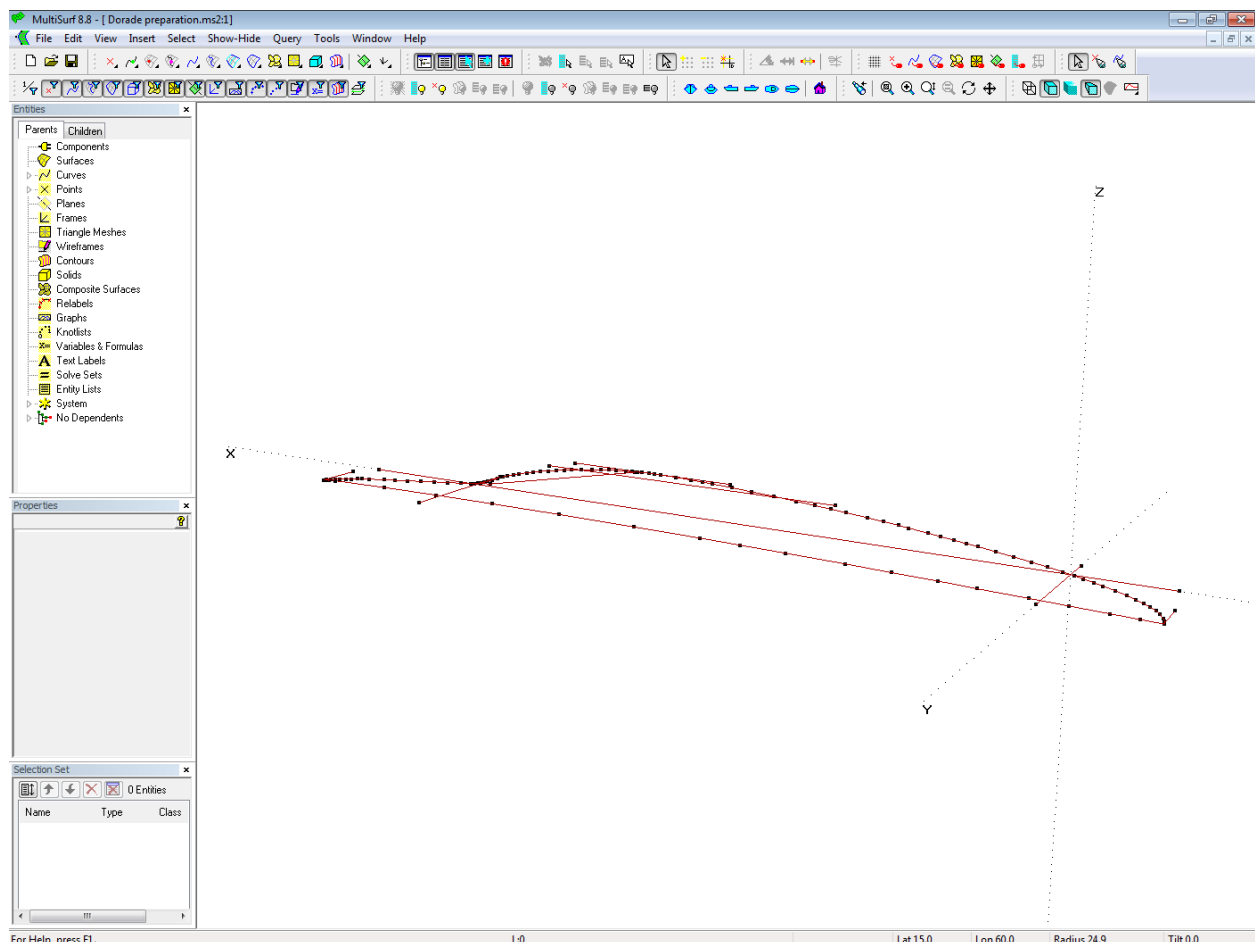 MultiSurf 8.8 - [ Dorade preparation.ms2:1]
File Edit View Insert Select Show-Hide Query Tools Window Help
Entities
Parents Children
Components
Surfaces
Curves
Points
Planes
Frames
Triangle Meshes
Wireframes
Contours
Solids
Composite Surfaces
Relabels
Graphs
Knotlists
Variables & Formulas
Text Labels
Solve Sets
Entity Lists
System
No Dependents
Properties
Selection Set
0 Entities
Name Type Class
Z
X
Y
For Help, press F1. L:0 Lat 15.0 Lon 60.0 Radius 24.9 Tilt 0.0